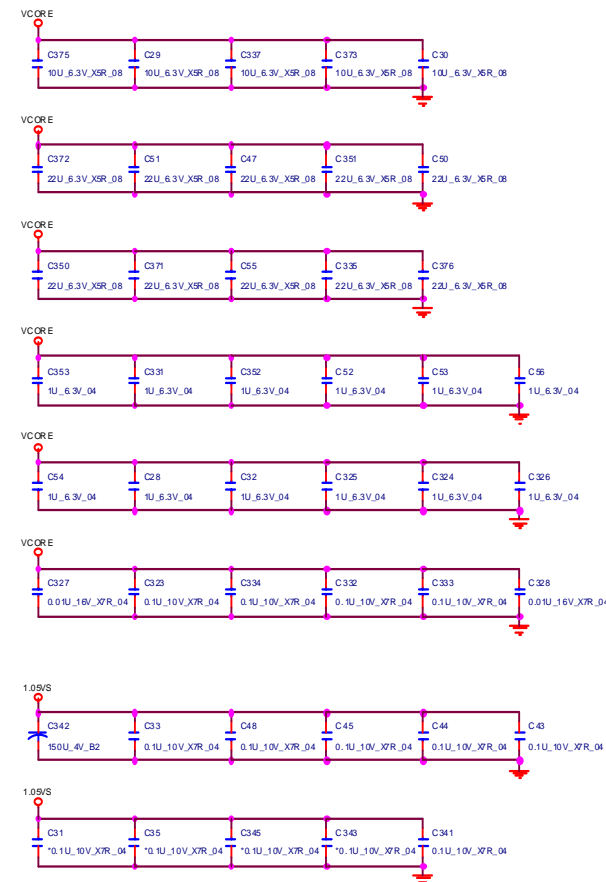 VCORE
C375 C29 C337 C373 C30
10U_6.3V_X5R_08 10U_6.3V_X5R_08 10U_6.3V_X5R_08 10U_6.3V_X5R_08 10U_6.3V_X5R_08
VCORE
C372 C51 C47 C351 C50
22U_6.3V_X5R_08 22U_6.3V_X5R_08 22U_6.3V_X5R_08 22U_6.3V_X5R_08 22U_6.3V_X5R_08
VCORE
C350 C371 C55 C335 C376
22U_6.3V_X5R_08 22U_6.3V_X5R_08 22U_6.3V_X5R_08 22U_6.3V_X5R_08 22U_6.3V_X5R_08
VCORE
C353 C331 C352 C52 C53 C56
1U_6.3V_04 1U_6.3V_04 1U_6.3V_04 1U_6.3V_04 1U_6.3V_04 1U_6.3V_04
VCORE
C54 C28 C32 C325 C324 C326
1U_6.3V_04 1U_6.3V_04 1U_6.3V_04 1U_6.3V_04 1U_6.3V_04 1U_6.3V_04
VCORE
C327 C323 C334 C332 C333 C328
0.01U_16V_X7R_04 0.1U_10V_X7R_04 0.1U_10V_X7R_04 0.1U_10V_X7R_04 0.1U_10V_X7R_04 0.01U_16V_X7R_04
1.05VS
C342 C33 C48 C45 C44 C43
150U_4V_B2 0.1U_10V_X7R_04 0.1U_10V_X7R_04 0.1U_10V_X7R_04 0.1U_10V_X7R_04 0.1U_10V_X7R_04
1.05VS
C31 C35 C345 C343 C341
*0.1U_10V_X7R_04 *0.1U_10V_X7R_04 *0.1U_10V_X7R_04 *0.1U_10V_X7R_04 0.1U_10V_X7R_04